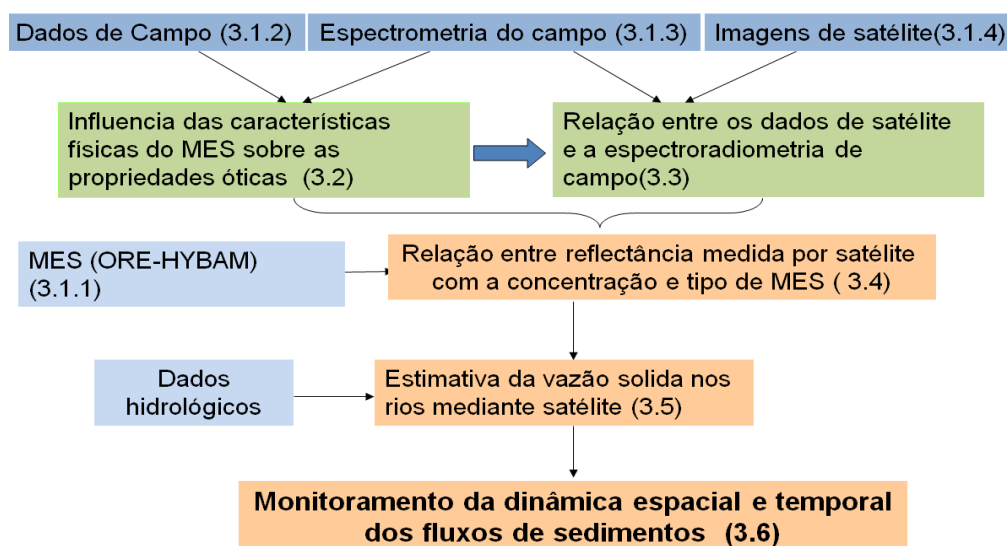 Dados de Campo (3.1.2)
Espectrometria do campo (3.1.3)
Imagens de satélite(3.1.4)
Influencia das características
físicas do MES sobre as
propriedades óticas (3.2)
Relação entre os dados de satélite
e a espectroradiometria de
campo(3.3)
MES (ORE-HYBAM)
(3.1.1)
Relação entre reflectância medida por satélite
com a concentração e tipo de MES ( 3.4)
Dados
hidrológicos
Estimativa da vazão solida nos
rios mediante satélite (3.5)
Monitoramento da dinâmica espacial e temporal
dos fluxos de sedimentos (3.6)